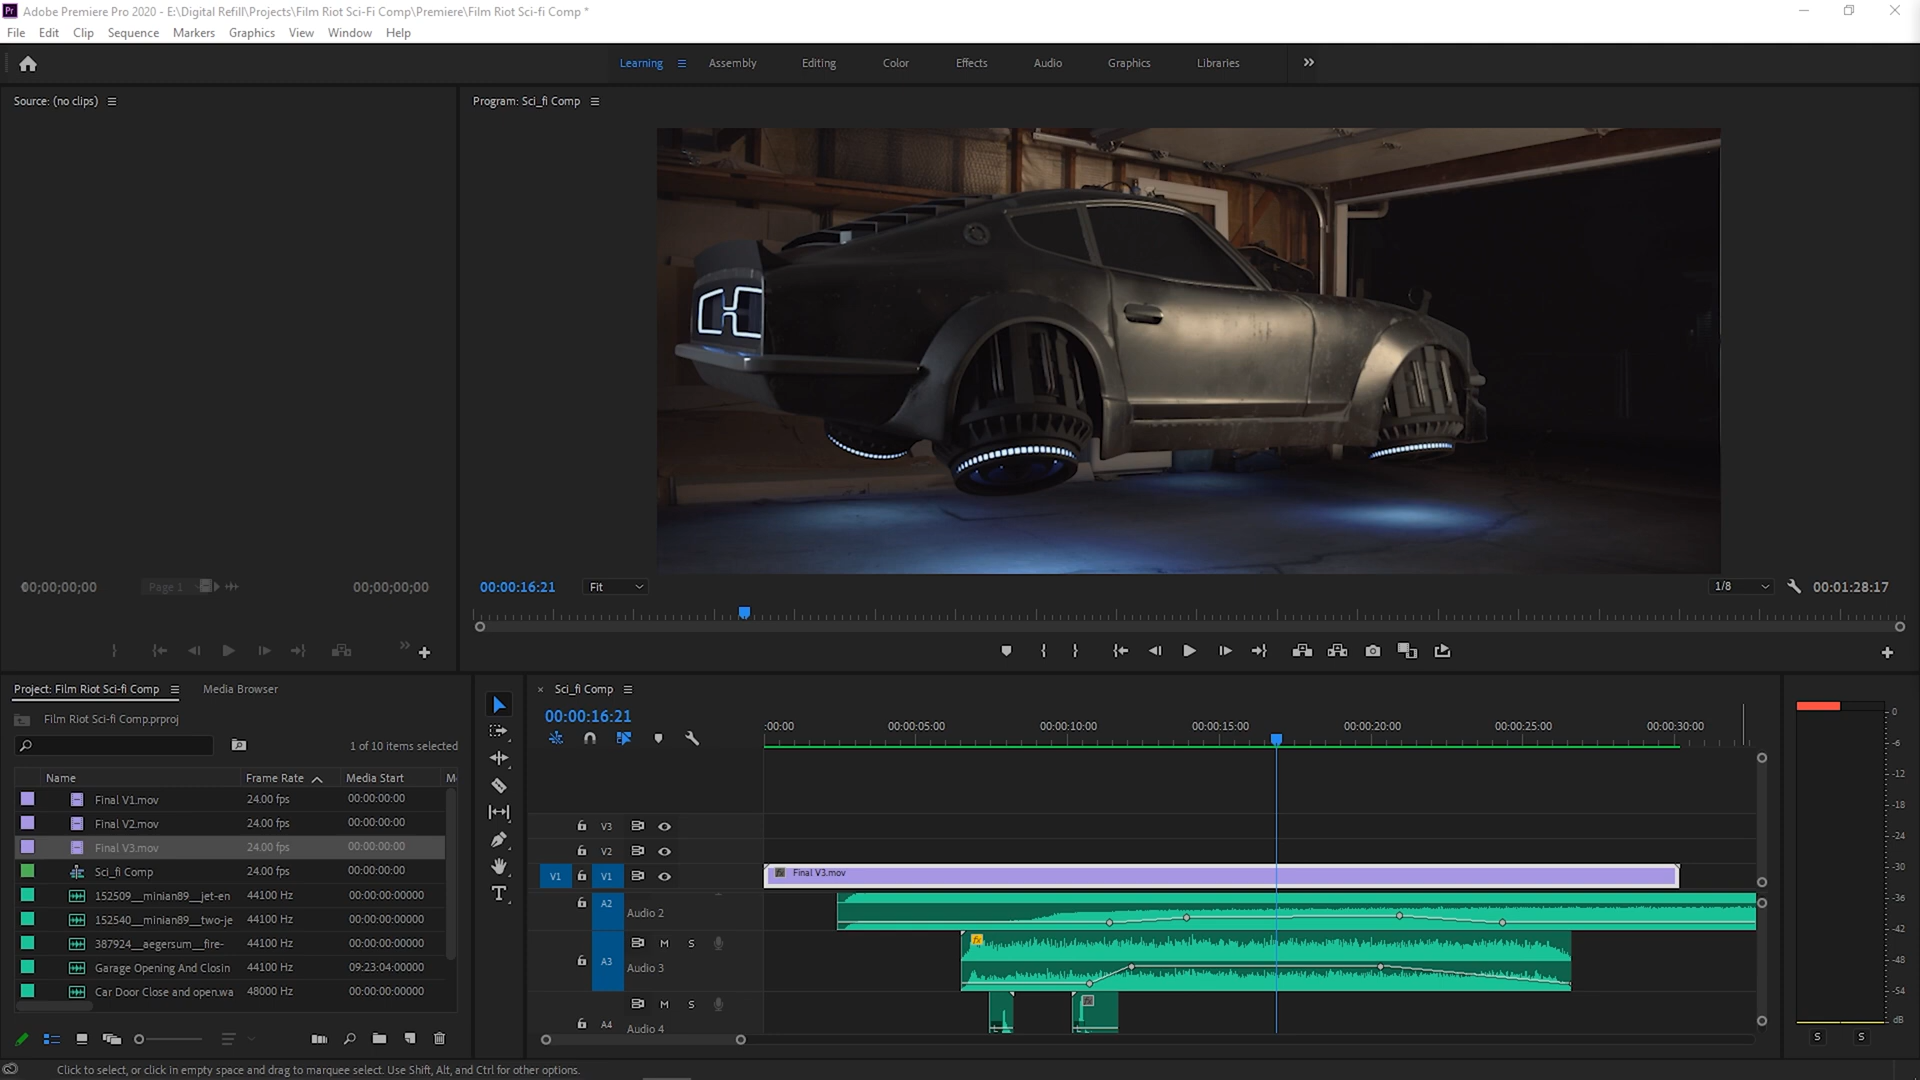 Adobe Premiere Pro 2020 - E:\Digital Refill\Projects\Film Riot Sci-Fi Comp\Premiere\Film Riot Sci-fi Comp *
File Edit Clip Sequence Markers Graphics View Window Help
Learning Assembly Editing Color Effects Audio Graphics Libraries
Source: (no clips)
Program: Sci_fi Comp
00;00;00;00 Page 1 00;00;00;00
00:00:16:21 Fit 1/8 00:01:28:17
Project: Film Riot Sci-fi Comp Media Browser
Film Riot Sci-fi Comp.prproj
1 of 10 items selected
Name Frame Rate Media Start
Final V1.mov 24.00 fps 00:00:00:00
Final V2.mov 24.00 fps 00:00:00:00
Final V3.mov 24.00 fps 00:00:00:00
Sci_fi Comp 24.00 fps 00:00:00:00
152509__minian89__jet-en 44100 Hz 00:00:00:00000
152540__minian89__two-je 44100 Hz 00:00:00:00000
387924__aegersum__fire- 44100 Hz 00:00:00:00000
Garage Opening And Closin 44100 Hz 09:23:04:00000
Car Door Close and open.wa 48000 Hz 00:00:00:00000
Sci_fi Comp
00:00:16:21
:00:00 00:00:05:00 00:00:10:00 00:00:15:00 00:00:20:00 00:00:25:00 00:00:30:00
V3
V2
V1 V1 Final V3.mov
A2 Audio 2
fx
M S
A3 Audio 3
M S
A4 Audio 4
0
-6
-12
-18
-24
-30
-36
-42
-48
-54
dB
S S
Click to select, or click in empty space and drag to marquee select. Use Shift, Alt, and Ctrl for other options.